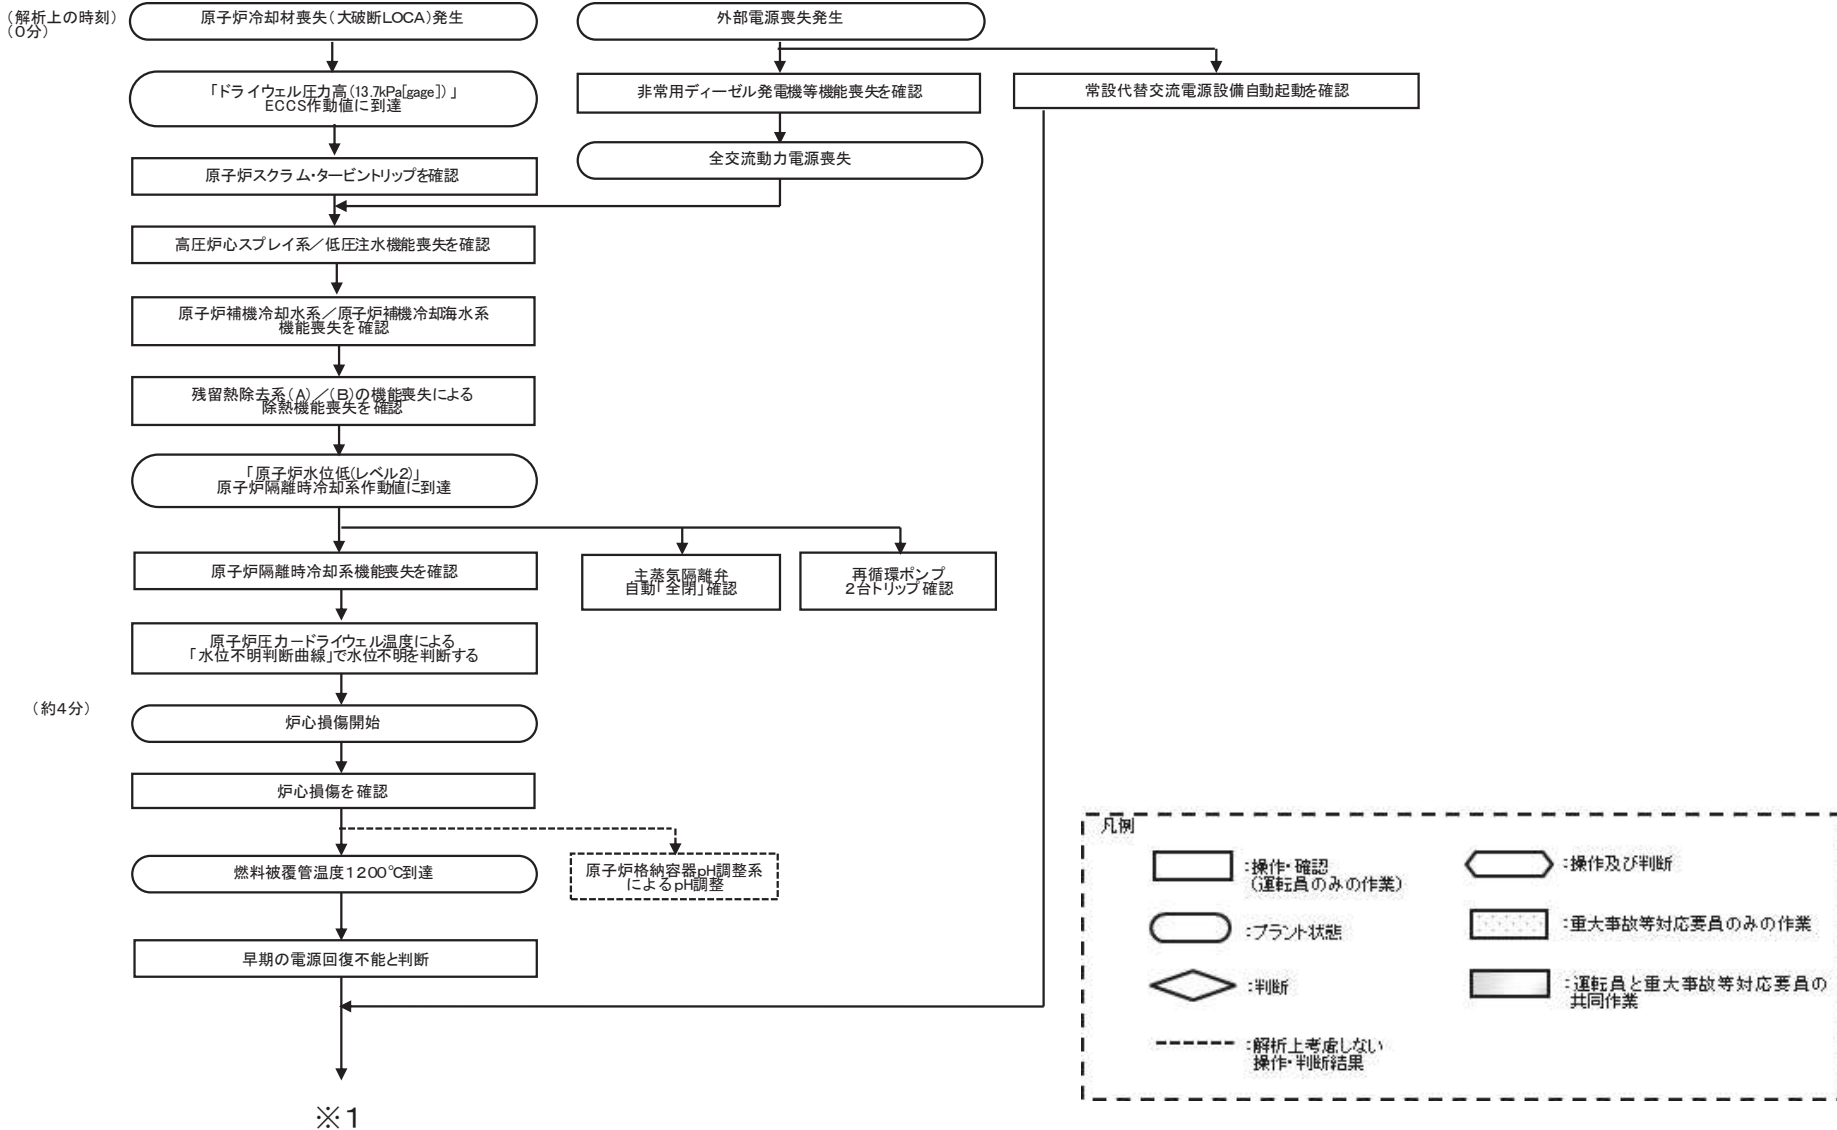 (解析上の時刻)
(0分)
原子炉冷却材喪失(大破断LOCA)発生
外部電源喪失発生
「ドライウェル圧力高(13.7kPa[gage])」
ECCS作動値に到達
非常用ディーゼル発電機等機能喪失を確認
常設代替交流電源設備自動起動を確認
原子炉スクラム・タービントリップを確認
全交流動力電源喪失
高圧炉心スプレイ系/低圧注水機能喪失を確認
原子炉補機冷却水系/原子炉補機冷却海水系
機能喪失を確認
残留熱除去系(A)/(B)の機能喪失による
除熱機能喪失を確認
「原子炉水位低(レベル2)」
原子炉隔離時冷却系作動値に到達
原子炉隔離時冷却系機能喪失を確認
主蒸気隔離弁
自動「全閉」確認
再循環ポンプ
2台トリップ確認
原子炉圧力ードライウェル温度による
「水位不明判断曲線」で水位不明を判断する
(約4分)
炉心損傷開始
炉心損傷を確認
燃料被覆管温度1200℃到達
原子炉格納容器pH調整系
によるpH調整
早期の電源回復不能と判断
※1
凡例
:操作・確認
(運転員のみの作業)
:操作及び判断
:プラント状態
:重大事故等対応要員のみの作業
:判断
:運転員と重大事故等対応要員の
共同作業
:解析上考慮しない
操作・判断結果